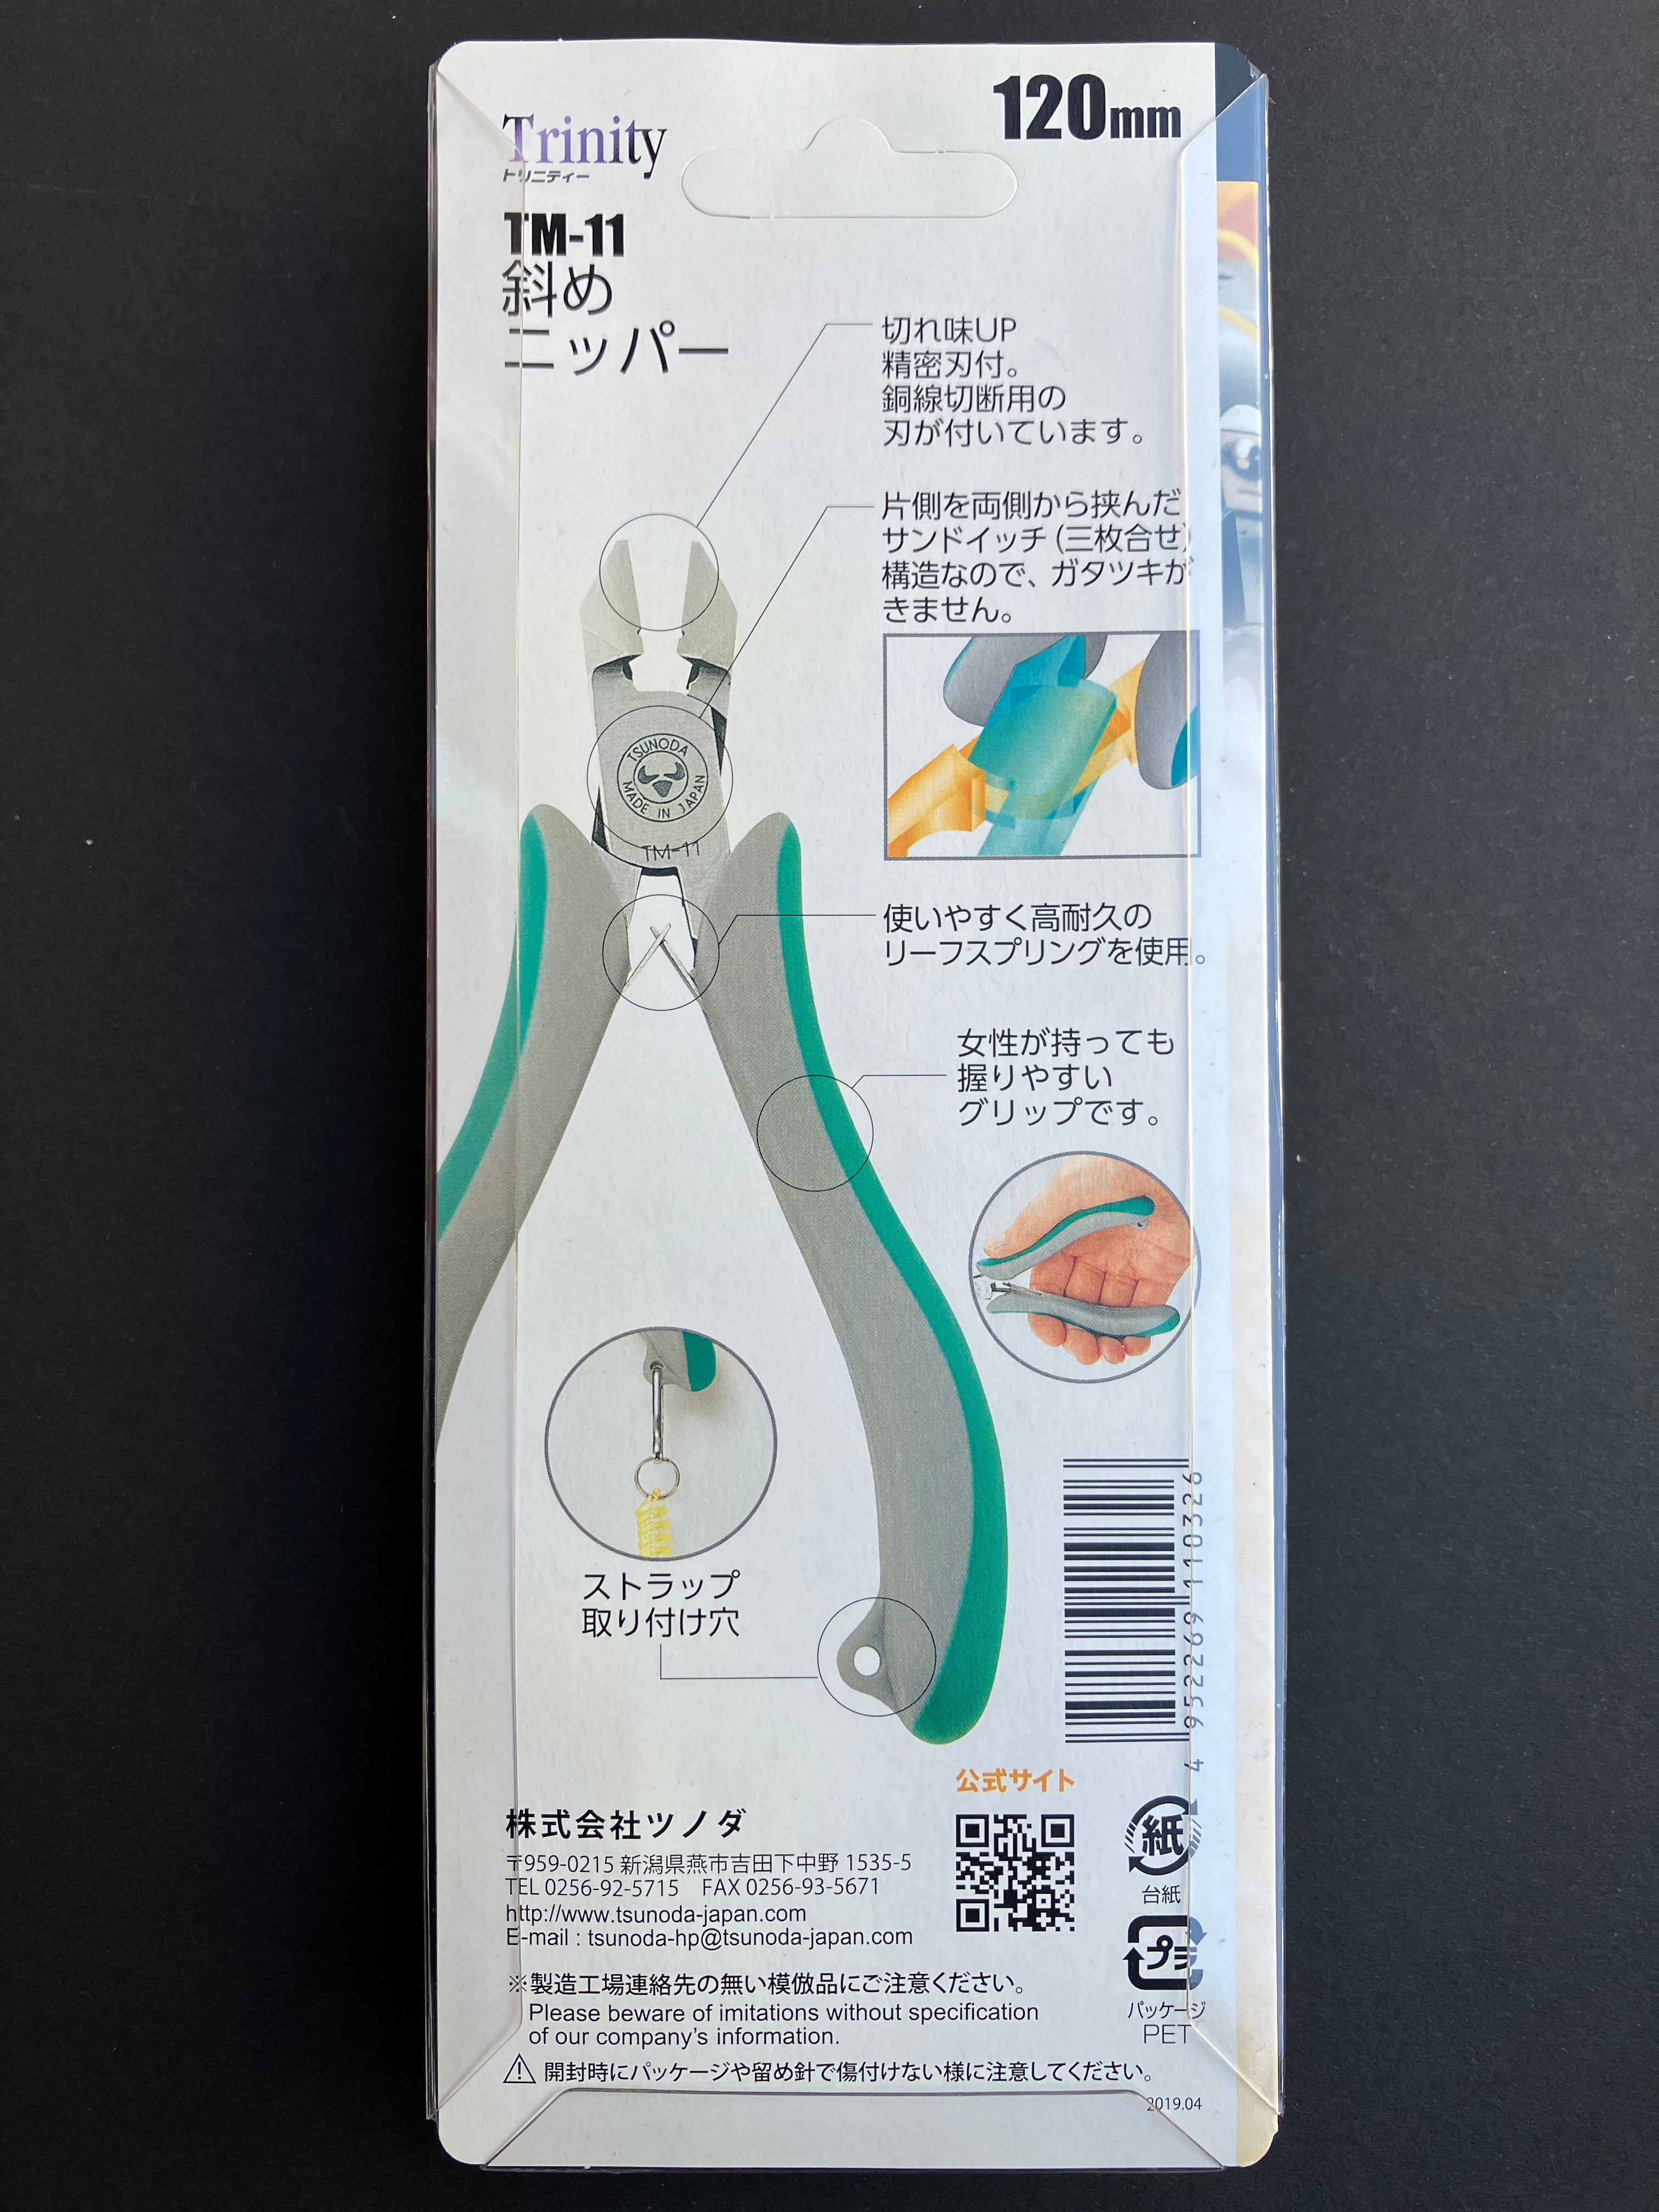 120mm
Trinity
トリニティー
TM-11
斜め
ニッパー
切れ味UP
精密刃付。
銅線切断用の
刃が付いています。
片側を両側から挟んだ
サンドイッチ（三枚合せ）
構造なので、ガタツキが
きません。
TSUNODA
MADE IN JAPAN
TM-11
使いやすく高耐久の
リーフスプリングを使用。
女性が持っても
握りやすい
グリップです。
ストラップ
取り付け穴
4 952269 110326
公式サイト
株式会社ツノダ
〒959-0215 新潟県燕市吉田下中野 1535-5
TEL 0256-92-5715 FAX 0256-93-5671
http://www.tsunoda-japan.com
E-mail : tsunoda-hp@tsunoda-japan.com
紙
台紙
プラ
パッケージ
PET
※製造工場連絡先の無い模倣品にご注意ください。
Please beware of imitations without specification
of our company's information.
⚠ 開封時にパッケージや留め針で傷付けない様に注意してください。
2019.04